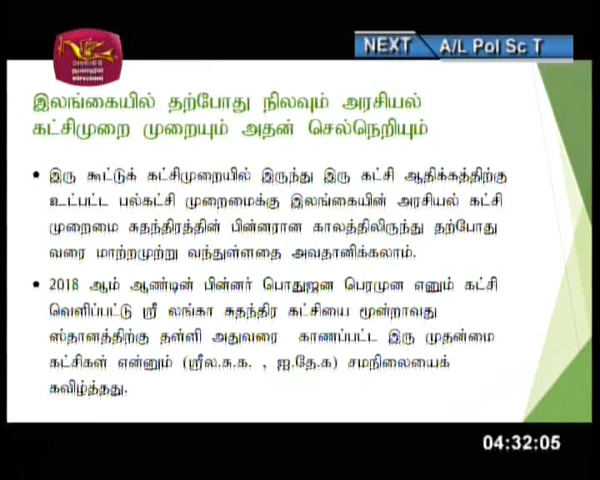 NEXT A/L Pol Sc T
இலங்கையில் தற்போது நிலவும் அரசியல்
கட்சிமுறை முறையும் அதன் செல்நெறியும்
• இரு கூட்டுக் கட்சிமுறையில் இருந்து இரு கட்சி ஆதிக்கத்திற்கு
உட்பட்ட பல்கட்சி முறைமைக்கு இலங்கையின் அரசியல் கட்சி
முறைமை சுதந்திரத்தின் பின்னரான காலத்திலிருந்து தற்போது
வரை மாற்றமுற்று வந்துள்ளதை அவதானிக்கலாம்.
• 2018 ஆம் ஆண்டின் பின்னர் பொதுஜன பெரமுன எனும் கட்சி
வெளிப்பட்டு ஸ்ரீ லங்கா சுதந்திர கட்சியை மூன்றாவது
ஸ்தானத்திற்கு தள்ளி அதுவரை காணப்பட்ட இரு முதன்மை
கட்சிகள் என்னும் (ஸ்ரீல.சு.க. , ஐ.தே.க) சமநிலையைக்
கவிழ்த்தது.
04:32:05